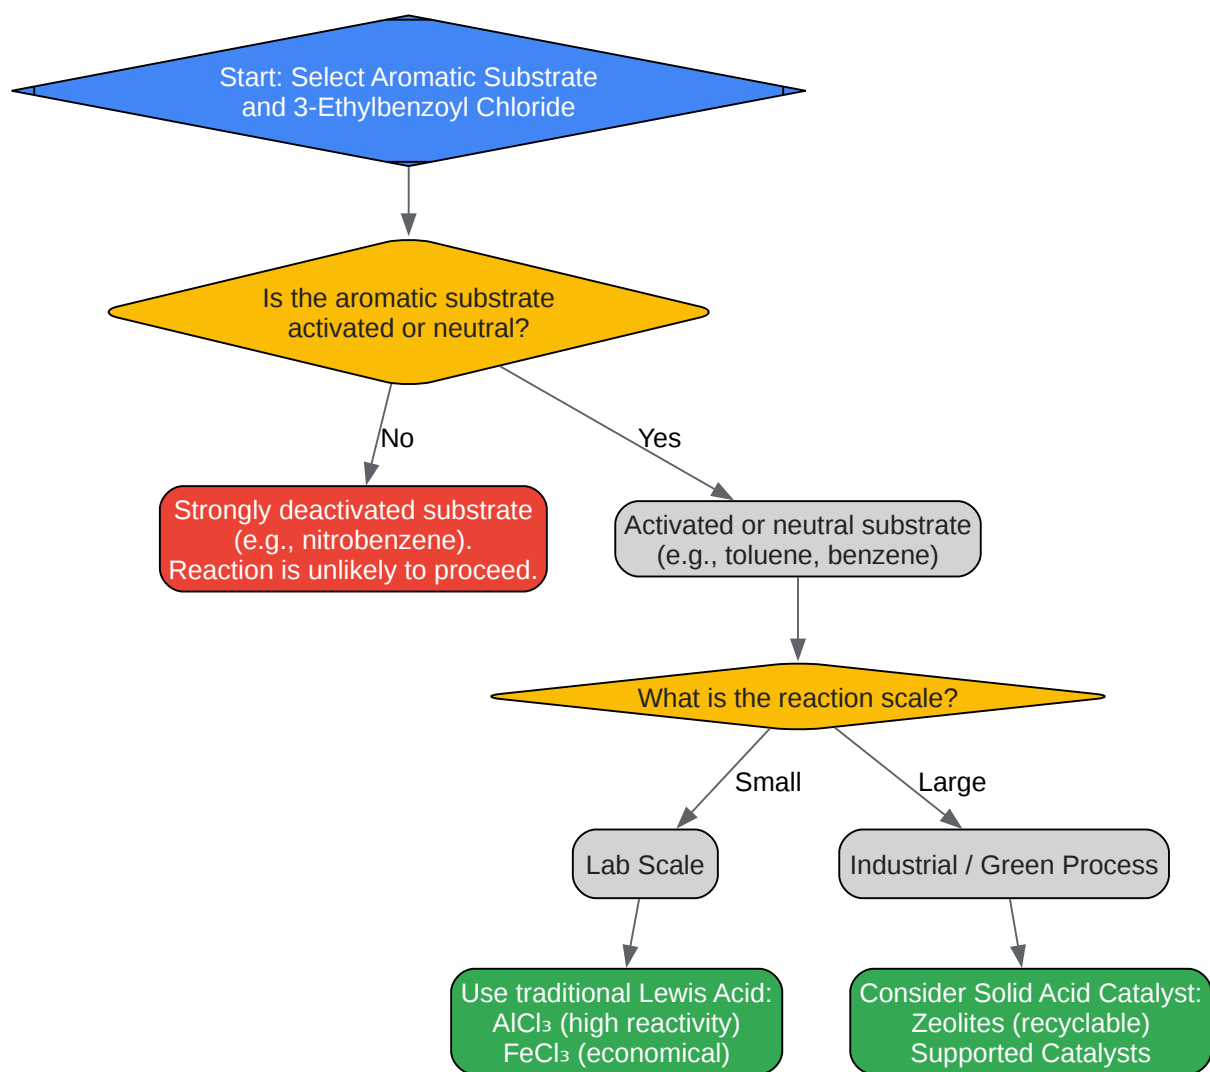 Start: Select Aromatic Substrate
and 3-Ethylbenzoyl Chloride
Is the aromatic substrate
activated or neutral?
No
Yes
Strongly deactivated substrate
(e.g., nitrobenzene).
Reaction is unlikely to proceed.
Activated or neutral substrate
(e.g., toluene, benzene)
What is the reaction scale?
Small
Large
Lab Scale
Industrial / Green Process
Use traditional Lewis Acid:
AlCl₃ (high reactivity)
FeCl₃ (economical)
Consider Solid Acid Catalyst:
Zeolites (recyclable)
Supported Catalysts